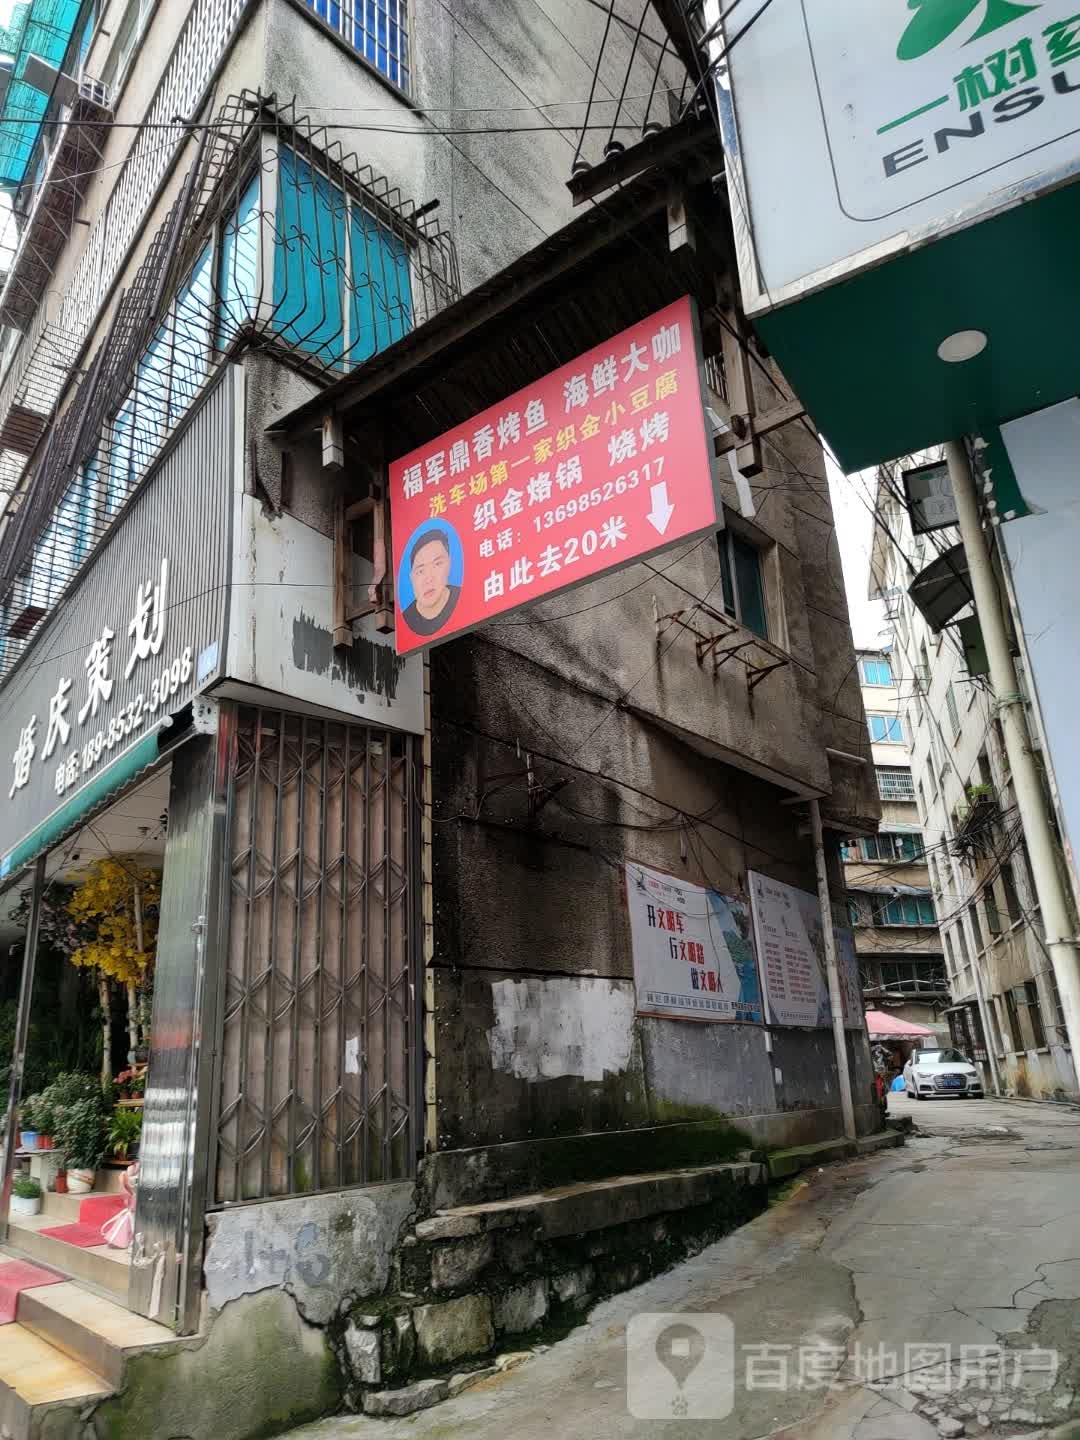 一树药
ENSU
福军鼎香烤鱼 海鲜大咖
洗车场第一家织金小豆腐
织金烙锅 烧烤
电话：13698526317
由此去20米
婚庆策划
电话:189-8532-3098
开文明车
行文明路
做文明人
百度地图用户